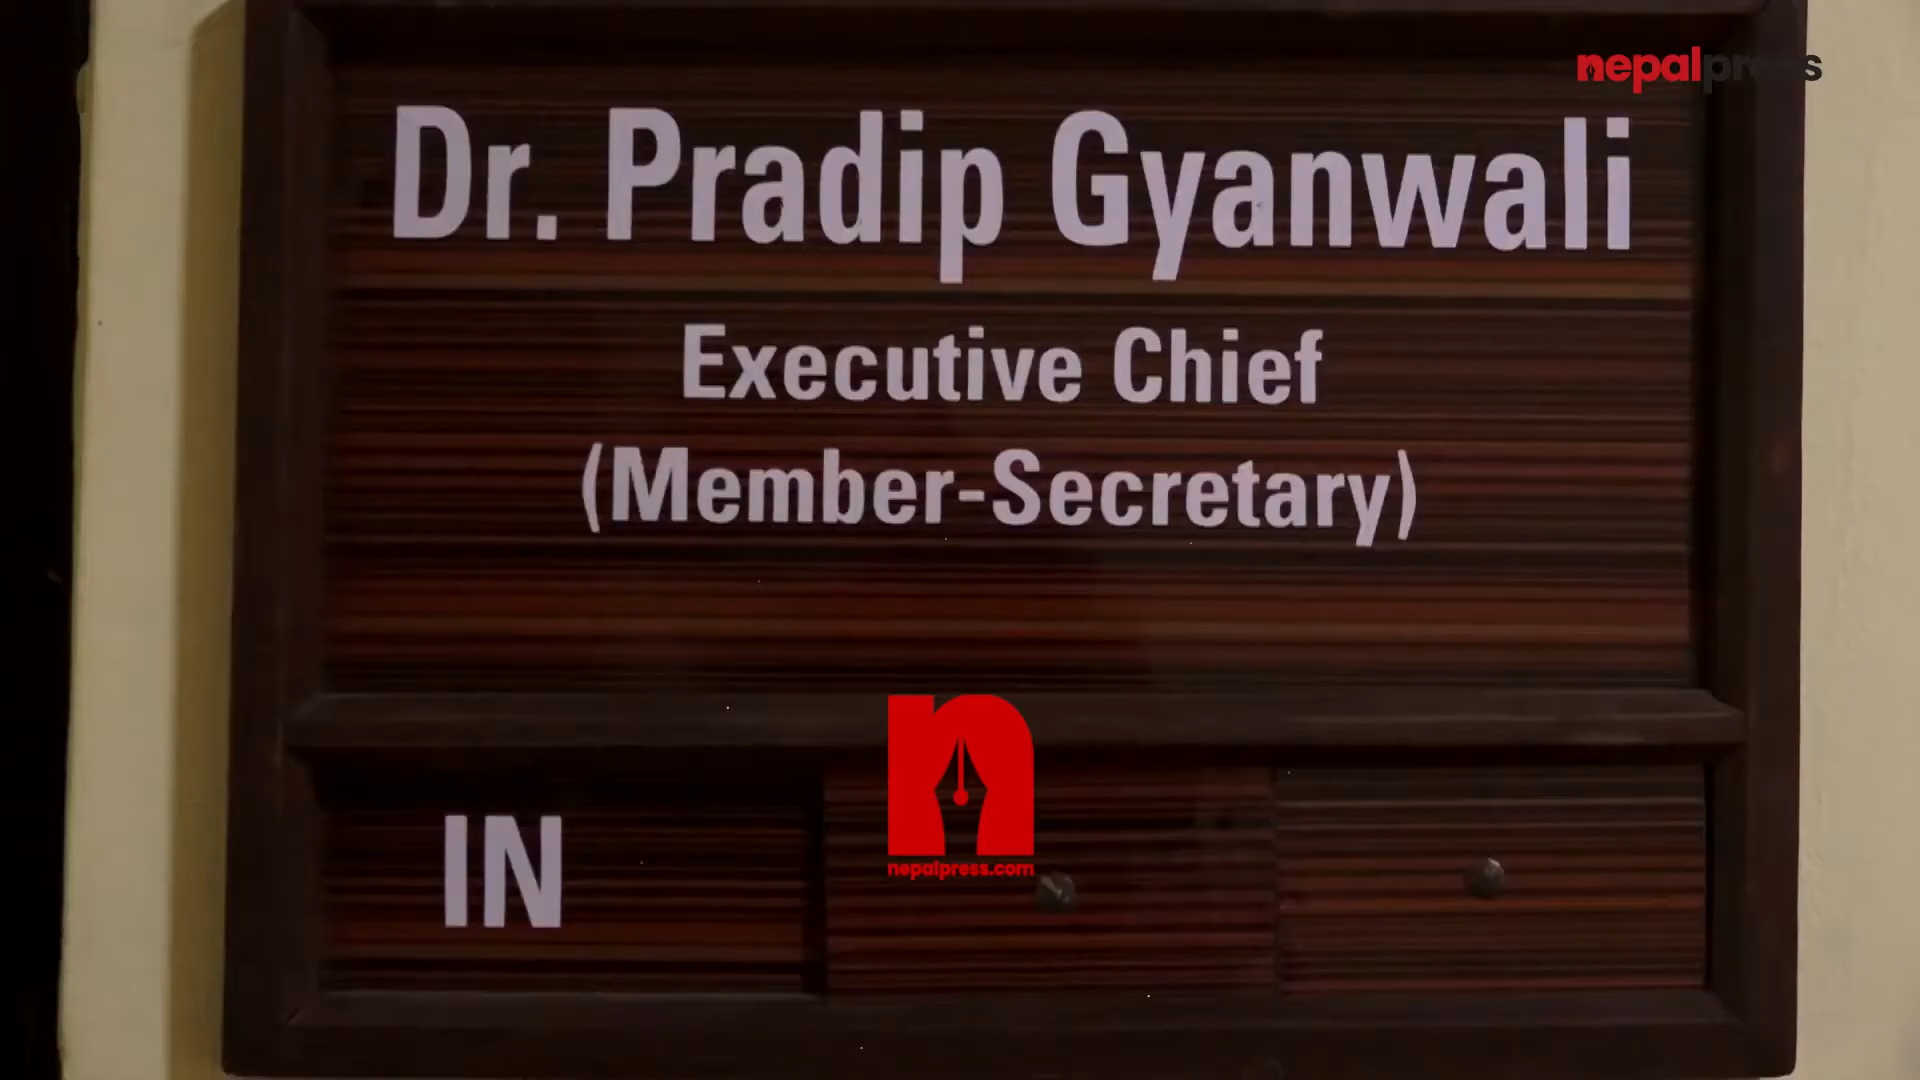 nepalpress
Dr. Pradip Gyanwali
Executive Chief
(Member-Secretary)
nepalpress.com
IN